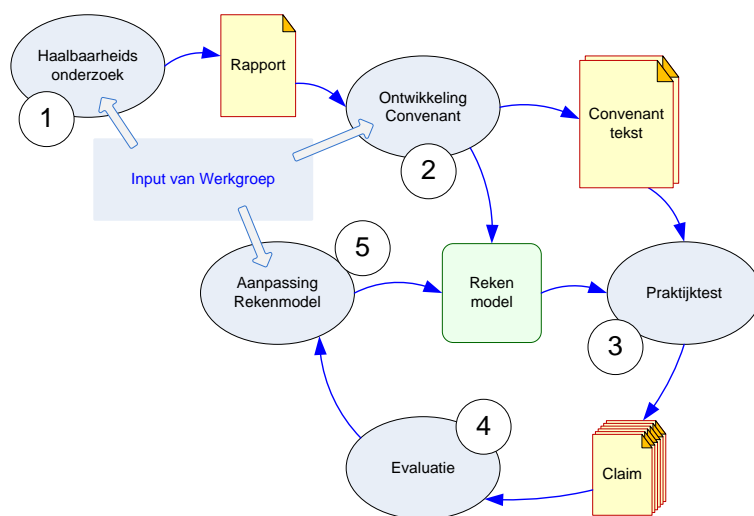 Haalbaarheids
onderzoek
1
Rapport
Ontwikkeling
Convenant
2
Convenant
tekst
Input van Werkgroep
5
Aanpassing
Rekenmodel
Reken
model
Praktijktest
3
4
Evaluatie
Claim